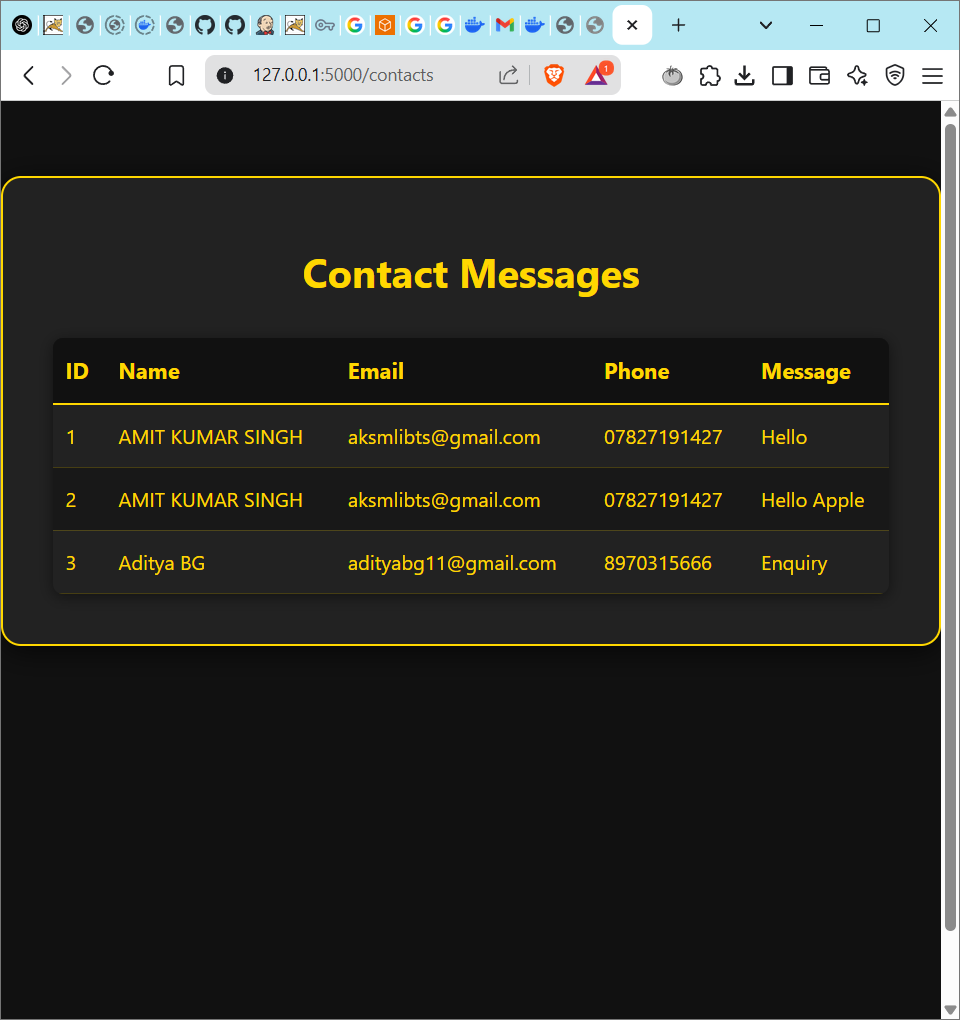 1
127.0.0.1:5000/contacts
Contact Messages
ID Name Email Phone Message
1 AMIT KUMAR SINGH aksmlibts@gmail.com 07827191427 Hello
2 AMIT KUMAR SINGH aksmlibts@gmail.com 07827191427 Hello Apple
3 Aditya BG adityabg11@gmail.com 8970315666 Enquiry